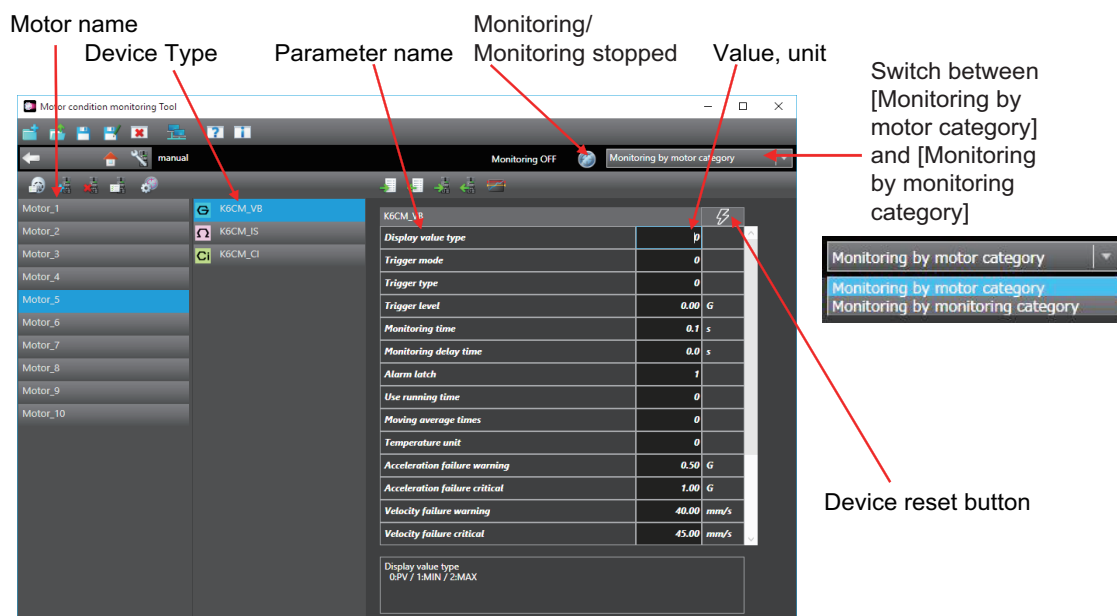 Motor name
Device Type
Parameter name
Monitoring/
Monitoring stopped
Value, unit
Switch between
[Monitoring by
motor category]
and [Monitoring
by monitoring
category]
Motor condition monitoring Tool
manual
Monitoring OFF
Monitoring by motor category
Motor_1
Motor_2
Motor_3
Motor_4
Motor_5
Motor_6
Motor_7
Motor_8
Motor_9
Motor_10
G K6CM_VB
Ω K6CM_IS
Ci K6CM_CI
K6CM_VB
Display value type 0
Trigger mode 0
Trigger type 0
Trigger level 0.00 G
Monitoring time 0.1 s
Monitoring delay time 0.0 s
Alarm latch 1
Use running time 0
Moving average times 0
Temperature unit 0
Acceleration failure warning 0.50 G
Acceleration failure critical 1.00 G
Velocity failure warning 40.00 mm/s
Velocity failure critical 45.00 mm/s
Display value type
0:PV / 1:MIN / 2:MAX
Monitoring by motor category
Monitoring by motor category
Monitoring by monitoring category
Device reset button